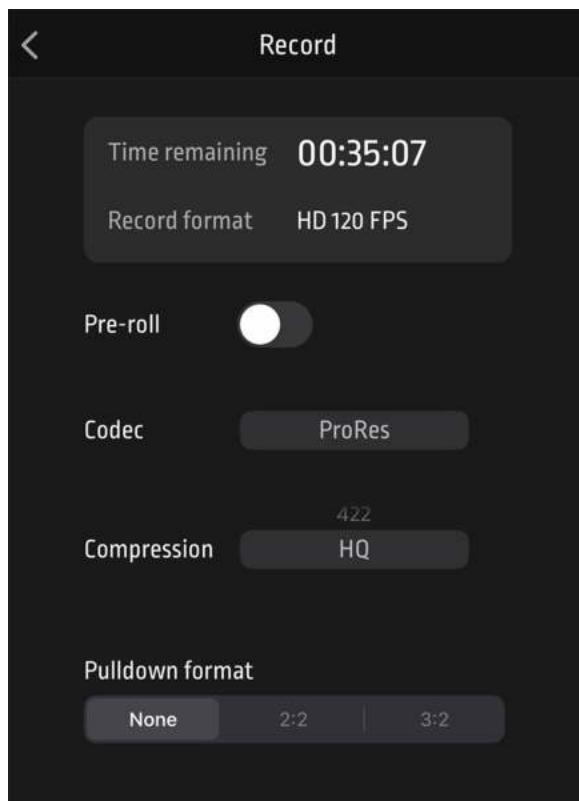 Record
Time remaining 00:35:07
Record format HD 120 FPS
Pre-roll
Codec ProRes
422
Compression HQ
Pulldown format
None 2:2 3:2